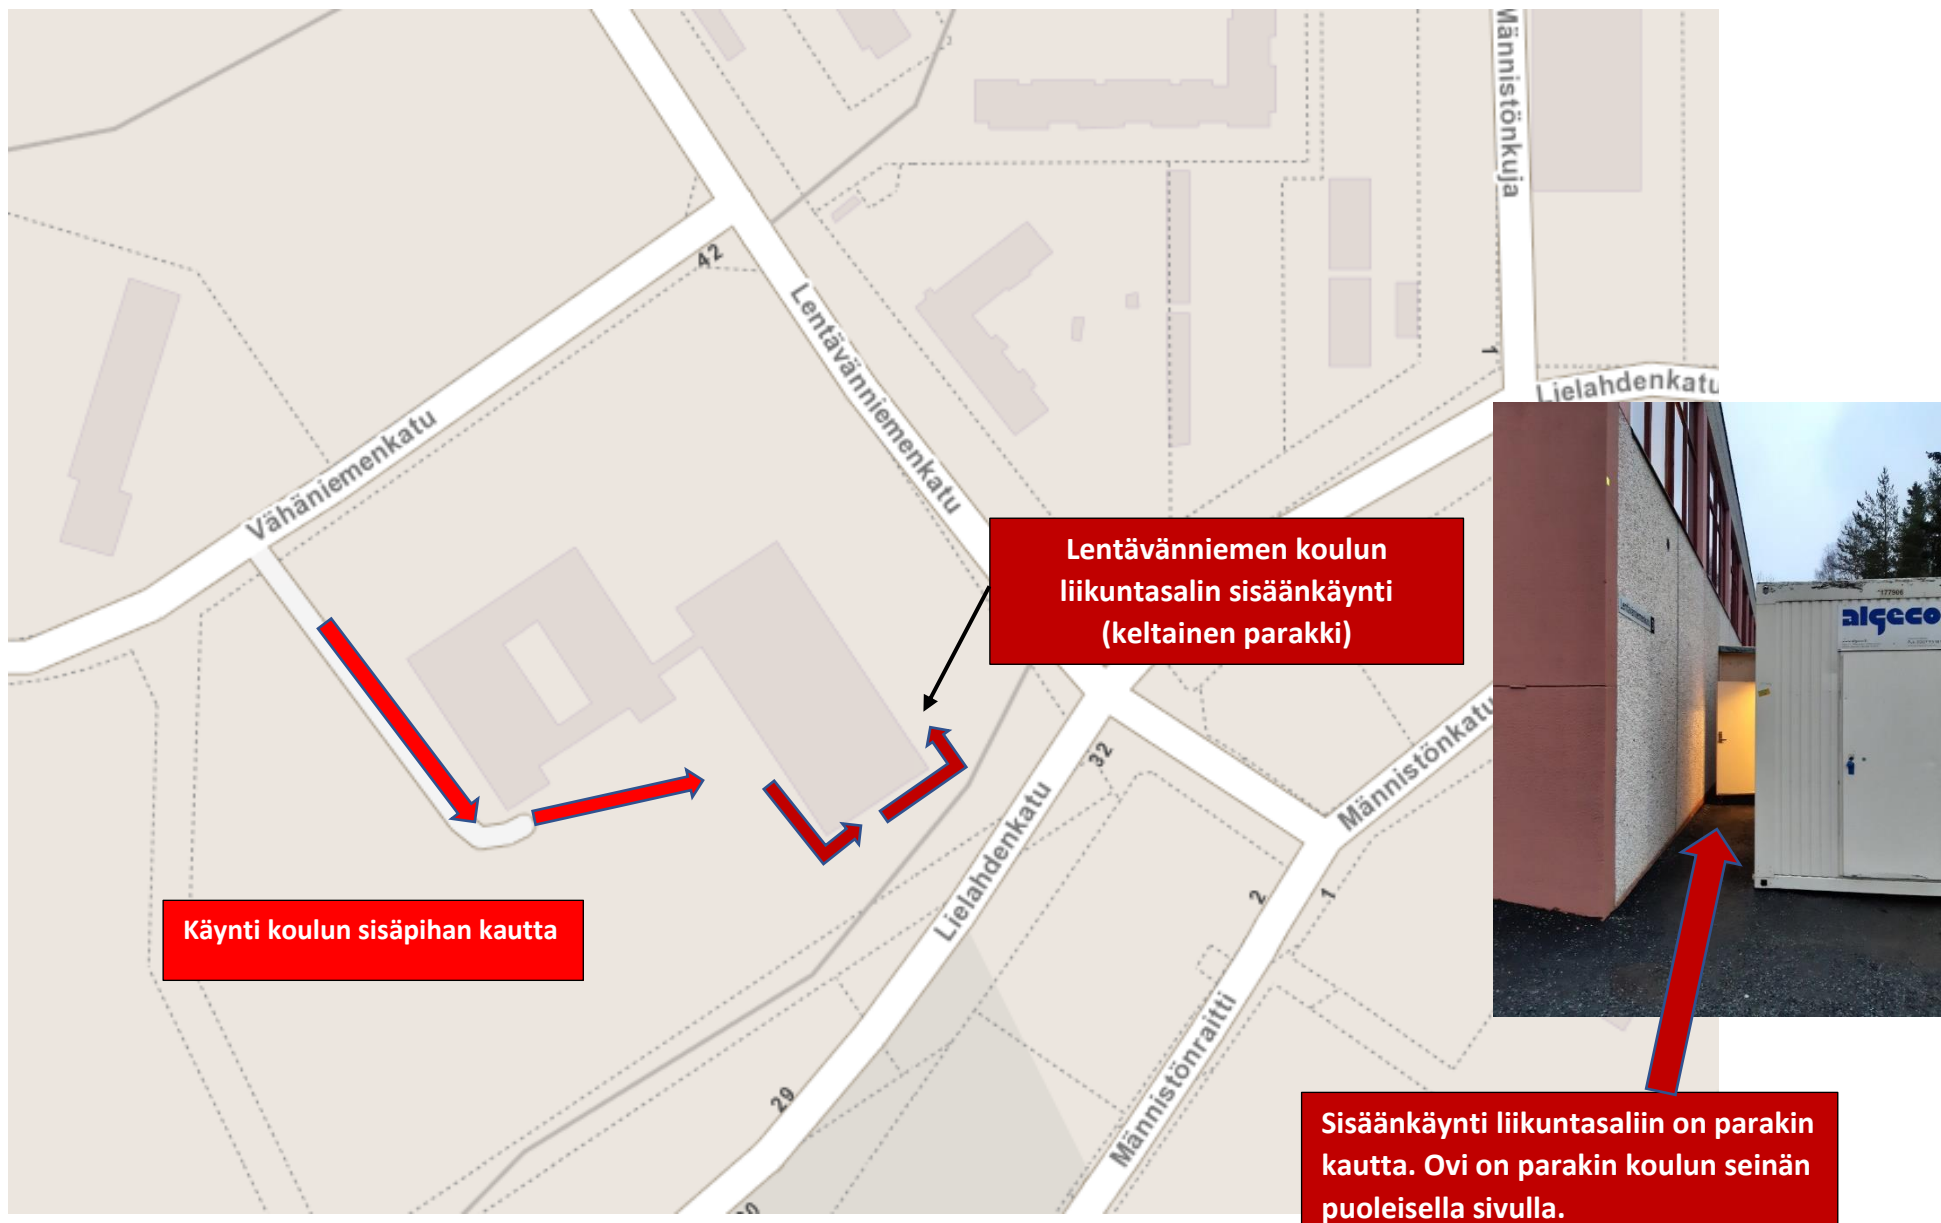 Männistönkuja
42
Lentävänniemenkatu
1
Lielahdenkatu
Vähäniemenkatu
Lentävänniemen koulun
liikuntasalin sisäänkäynti
(keltainen parakki)
177906
algeco
Männistönkatu
32
Lielahdenkatu
2
1
Käynti koulun sisäpihan kautta
Männistönraitti
29
Sisäänkäynti liikuntasaliin on parakin
kautta. Ovi on parakin koulun seinän
puoleisella sivulla.